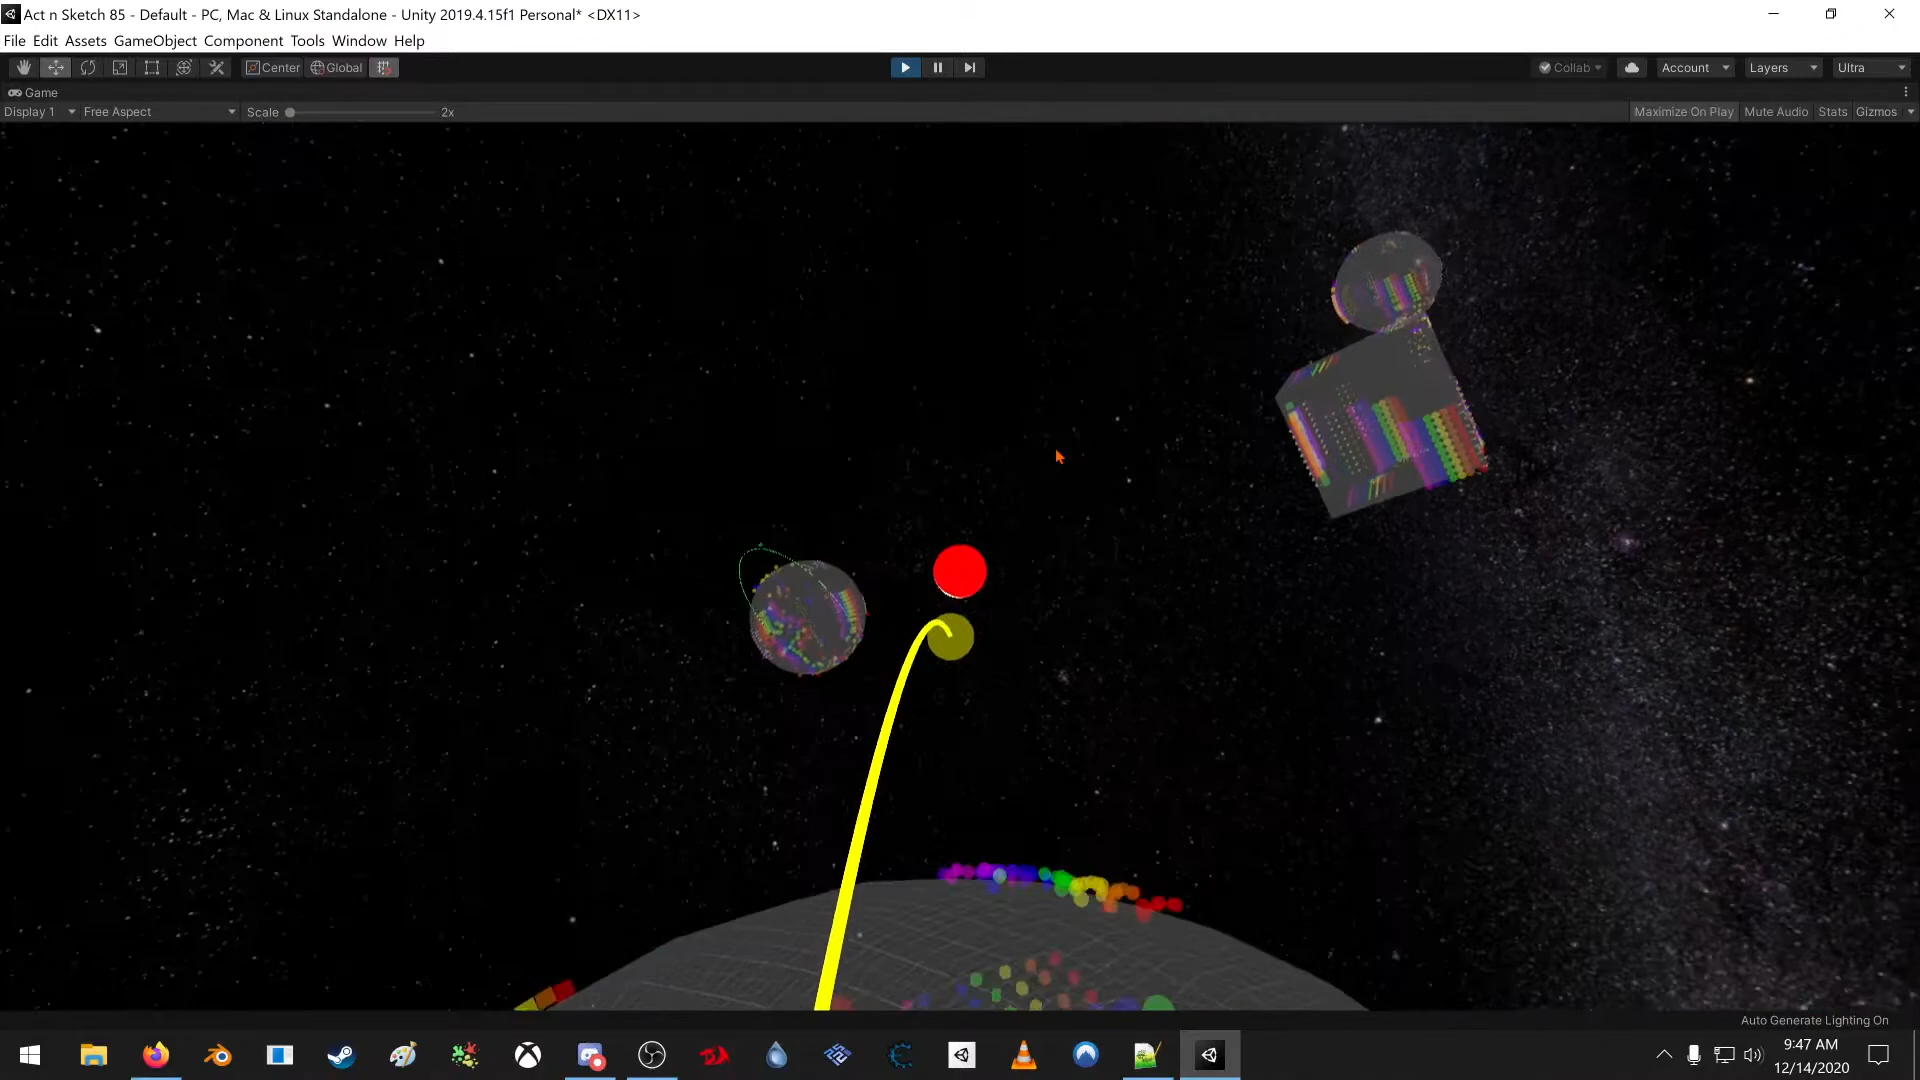 Act n Sketch 85 - Default - PC, Mac & Linux Standalone - Unity 2019.4.15f1 Personal* <DX11>
File Edit Assets GameObject Component Tools Window Help
Center Global Collab Account Layers Ultra
Game
Display 1 Free Aspect Scale 2x Maximize On Play Mute Audio Stats Gizmos
Auto Generate Lighting On
9:47 AM
12/14/2020